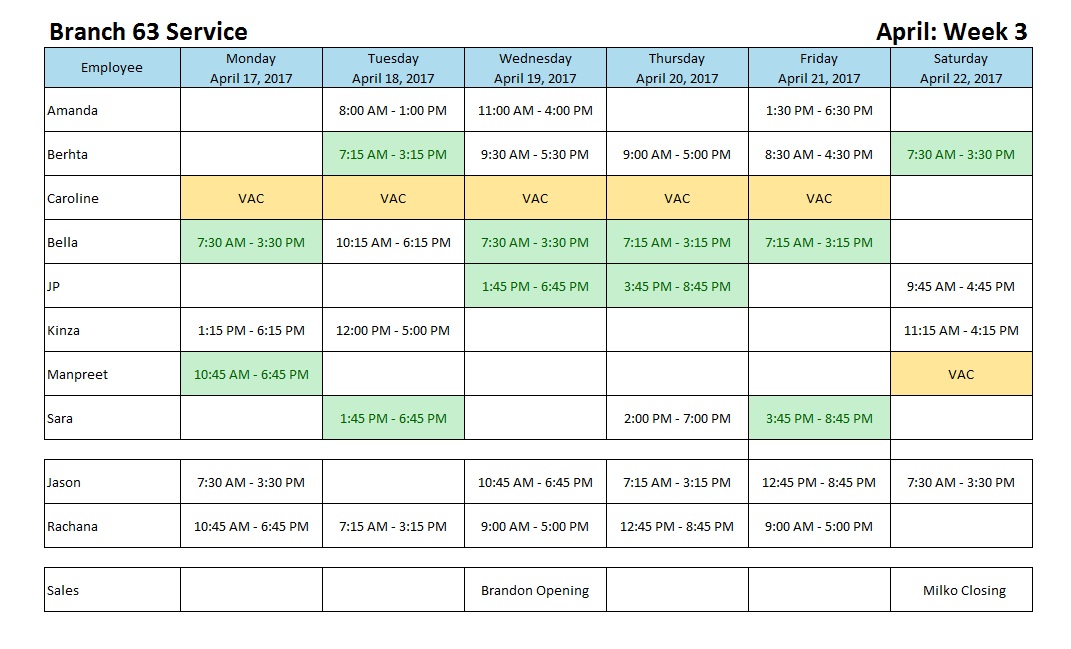 Branch 63 Service April: Week 3
Employee Monday April 17, 2017 Tuesday April 18, 2017 Wednesday April 19, 2017 Thursday April 20, 2017 Friday April 21, 2017 Saturday April 22, 2017
Amanda 8:00 AM - 1:00 PM 11:00 AM - 4:00 PM 1:30 PM - 6:30 PM
Berhta 7:15 AM - 3:15 PM 9:30 AM - 5:30 PM 9:00 AM - 5:00 PM 8:30 AM - 4:30 PM 7:30 AM - 3:30 PM
Caroline VAC VAC VAC VAC VAC
Bella 7:30 AM - 3:30 PM 10:15 AM - 6:15 PM 7:30 AM - 3:30 PM 7:15 AM - 3:15 PM 7:15 AM - 3:15 PM
JP 1:45 PM - 6:45 PM 3:45 PM - 8:45 PM 9:45 AM - 4:45 PM
Kinza 1:15 PM - 6:15 PM 12:00 PM - 5:00 PM 11:15 AM - 4:15 PM
Manpreet 10:45 AM - 6:45 PM VAC
Sara 1:45 PM - 6:45 PM 2:00 PM - 7:00 PM 3:45 PM - 8:45 PM
Jason 7:30 AM - 3:30 PM 10:45 AM - 6:45 PM 7:15 AM - 3:15 PM 12:45 PM - 8:45 PM 7:30 AM - 3:30 PM
Rachana 10:45 AM - 6:45 PM 7:15 AM - 3:15 PM 9:00 AM - 5:00 PM 12:45 PM - 8:45 PM 9:00 AM - 5:00 PM
Sales Brandon Opening Milko Closing